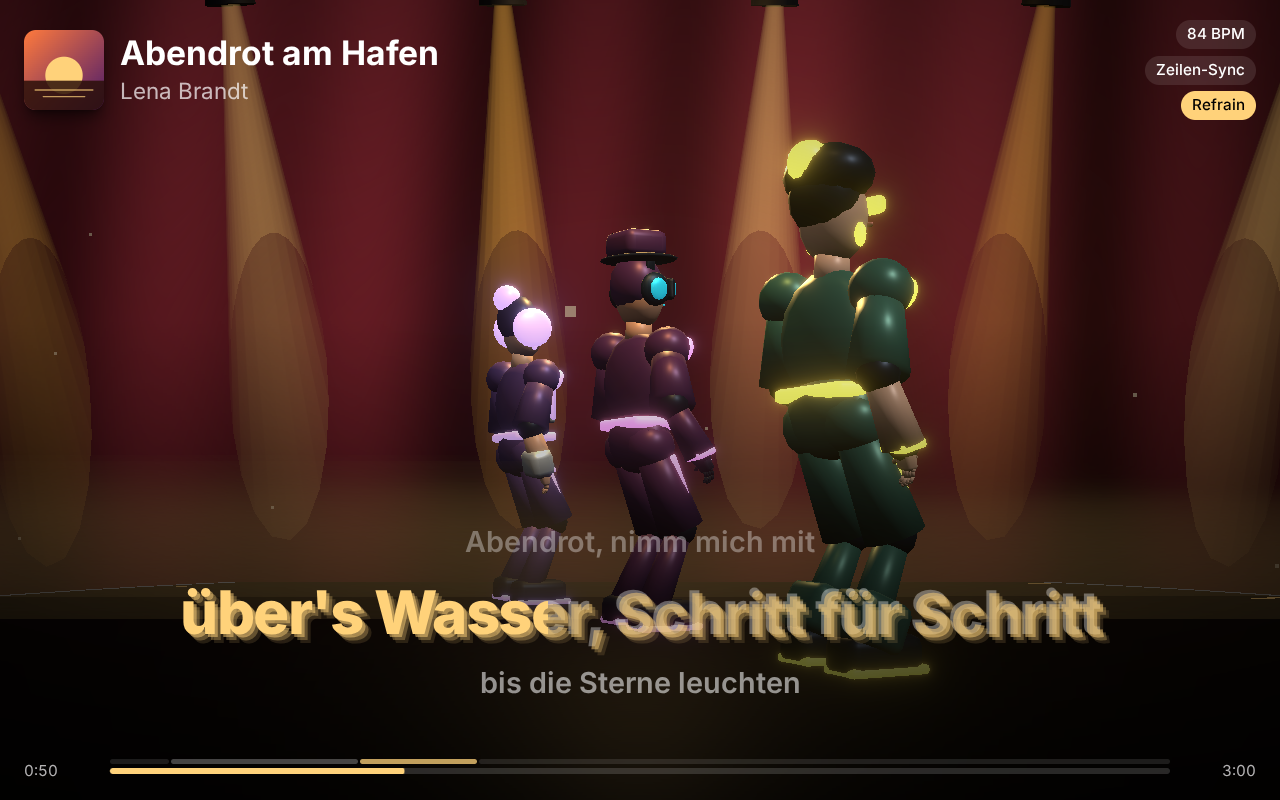 Abendrot am Hafen
Lena Brandt
84 BPM
Zeilen-Sync
Refrain
Abendrot, nimm mich mit
über's Wasser, Schritt für Schritt
bis die Sterne leuchten
0:50
3:00